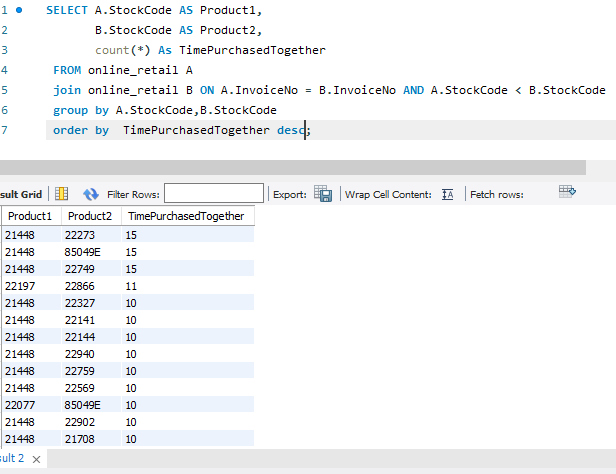 1 SELECT A.StockCode AS Product1,
2 B.StockCode AS Product2,
3 count(*) As TimePurchasedTogether
4 FROM online_retail A
5 join online_retail B ON A.InvoiceNo = B.InvoiceNo AND A.StockCode < B.StockCode
6 group by A.StockCode,B.StockCode
7 order by TimePurchasedTogether desc;
sult Grid Filter Rows: Export: Wrap Cell Content: Fetch rows:
Product1 Product2 TimePurchasedTogether
21448 22273 15
21448 85049E 15
21448 22749 15
22197 22866 11
21448 22327 10
21448 22141 10
21448 22144 10
21448 22940 10
21448 22759 10
21448 22569 10
22077 85049E 10
21448 22902 10
21448 21708 10
sult 2 ×